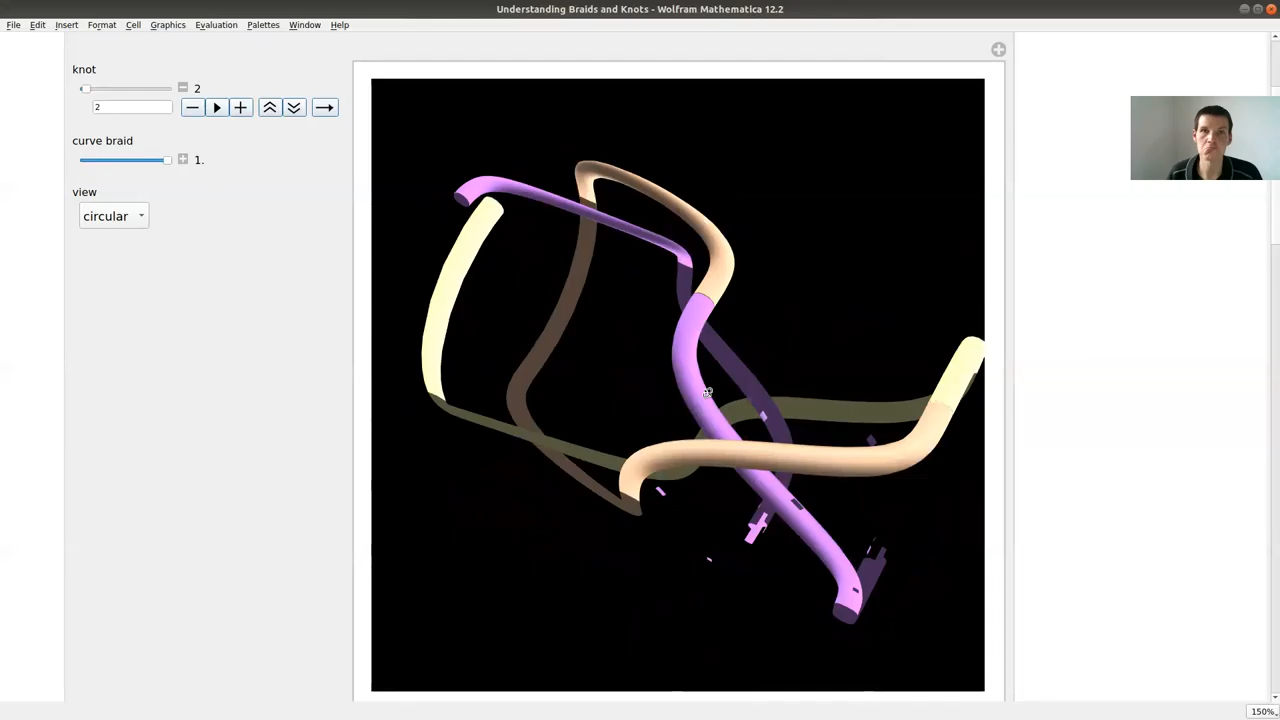 Understanding Braids and Knots - Wolfram Mathematica 12.2
File Edit Insert Format Cell Graphics Evaluation Palettes Window Help
knot
2
2
curve braid
1.
view
circular
150%